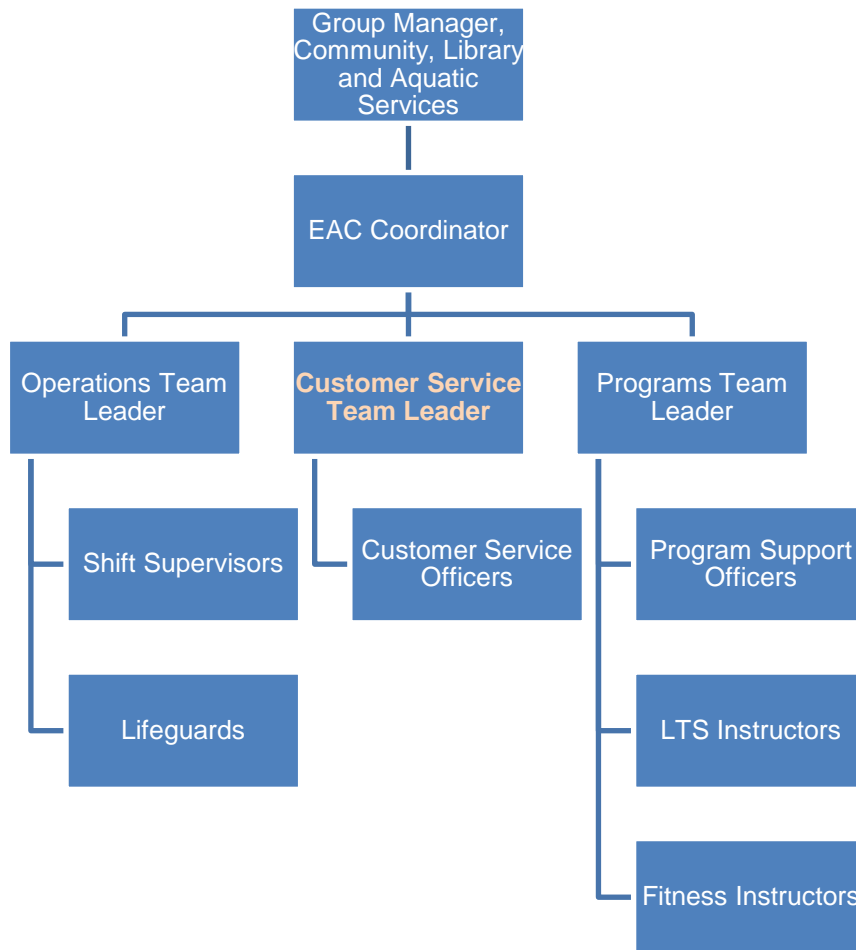 Group Manager,
Community, Library
and Aquatic
Services
EAC Coordinator
Operations Team
Leader
Customer Service
Team Leader
Programs Team
Leader
Shift Supervisors
Customer Service
Officers
Program Support
Officers
Lifeguards
LTS Instructors
Fitness Instructors